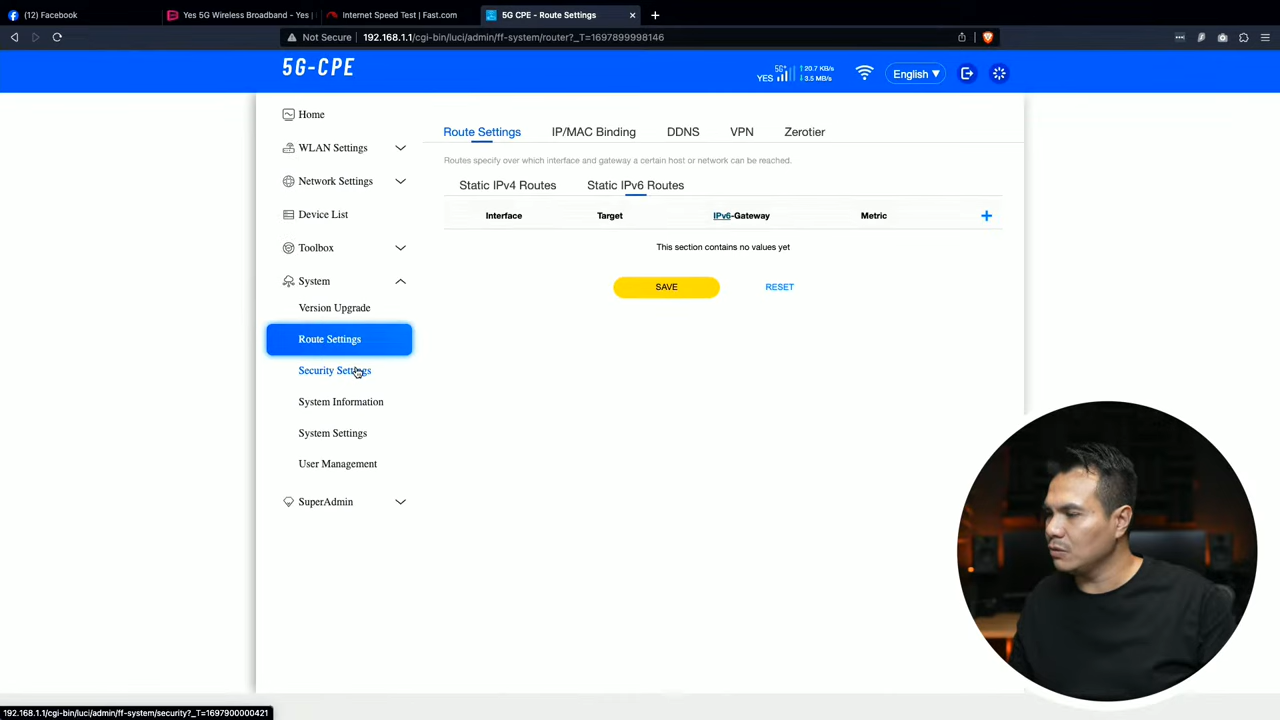 (12) Facebook
Yes 5G Wireless Broadband - Yes
Internet Speed Test | Fast.com
5G CPE - Route Settings
Not Secure
192.168.1.1/cgi-bin/luci/admin/ff-system/router?_T=1697899998146
5G-CPE
YES
5G+
20.7 KB/s
3.5 MB/s
English
Home
WLAN Settings
Network Settings
Device List
Toolbox
System
Version Upgrade
Route Settings
Security Settings
System Information
System Settings
User Management
SuperAdmin
Route Settings IP/MAC Binding DDNS VPN Zerotier
Routes specify over which interface and gateway a certain host or network can be reached.
Static IPv4 Routes Static IPv6 Routes
Interface Target IPv6-Gateway Metric +
This section contains no values yet
SAVE RESET
192.168.1.1/cgi-bin/luci/admin/ff-system/security?_T=1697900000421